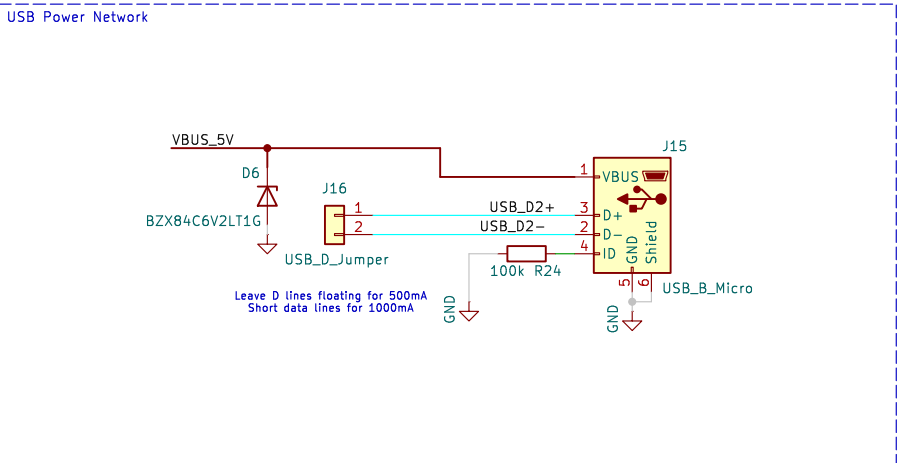 USB Power Network
VBUS_5V
D6
BZX84C6V2LT1G
J16
1
2
USB_D_Jumper
Leave D lines floating for 500mA
Short data lines for 1000mA
USB_D2+
USB_D2-
100k R24
GND
J15
1
VBUS
3
D+
2
D-
4
ID
GND
Shield
5
6
USB_B_Micro
GND